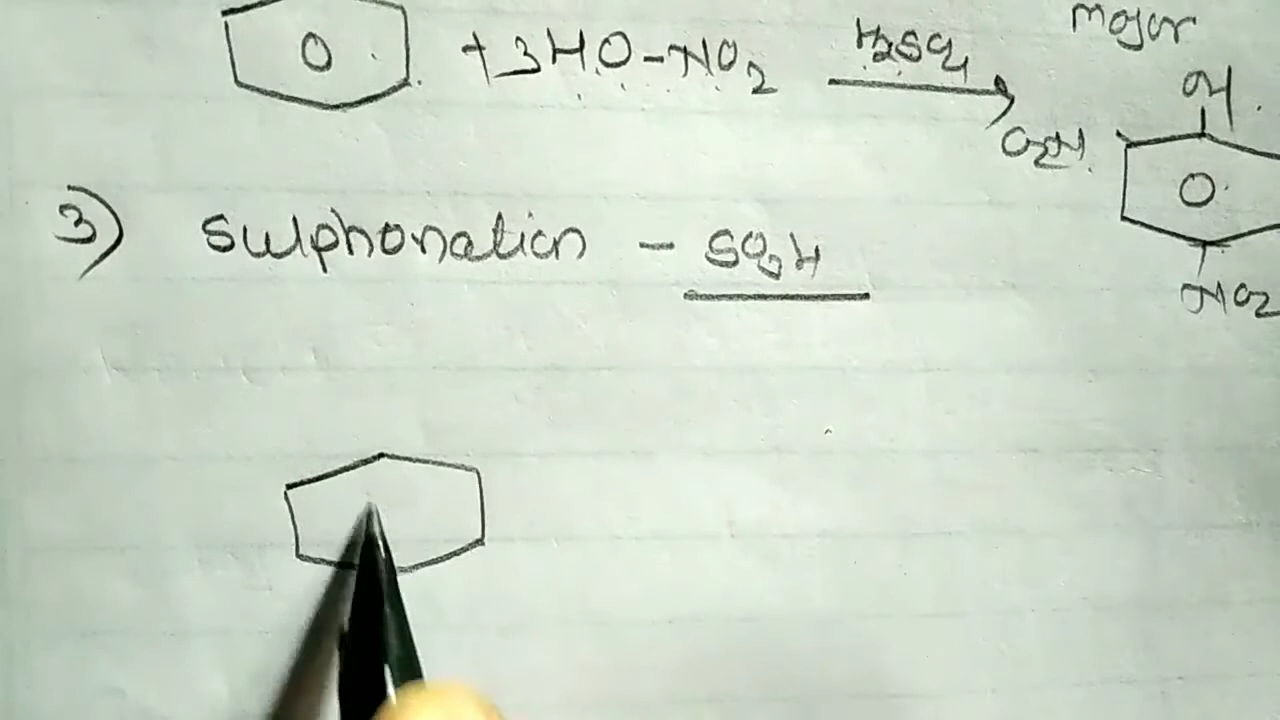 major
+ 3HO-NO2 H2SO4
OH
O2N
3) Sulphonation - SO3H
NO2